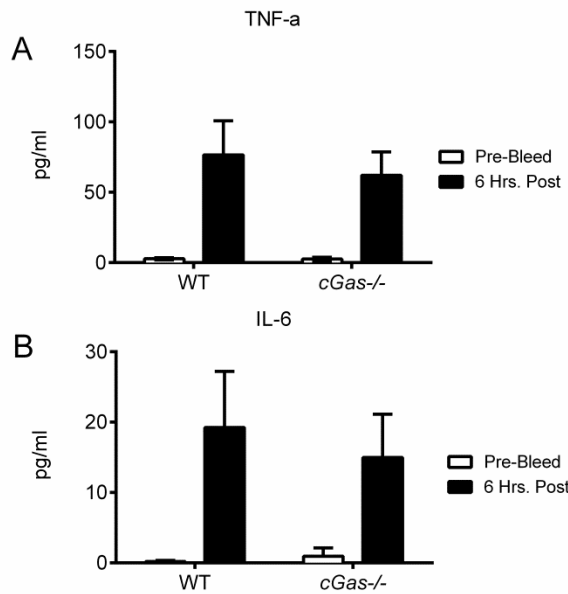 TNF-a
A
150
100
50
0
pg/ml
Pre-Bleed
6 Hrs. Post
WT
cGas-/-
IL-6
B
30
20
10
0
pg/ml
Pre-Bleed
6 Hrs. Post
WT
cGas-/-